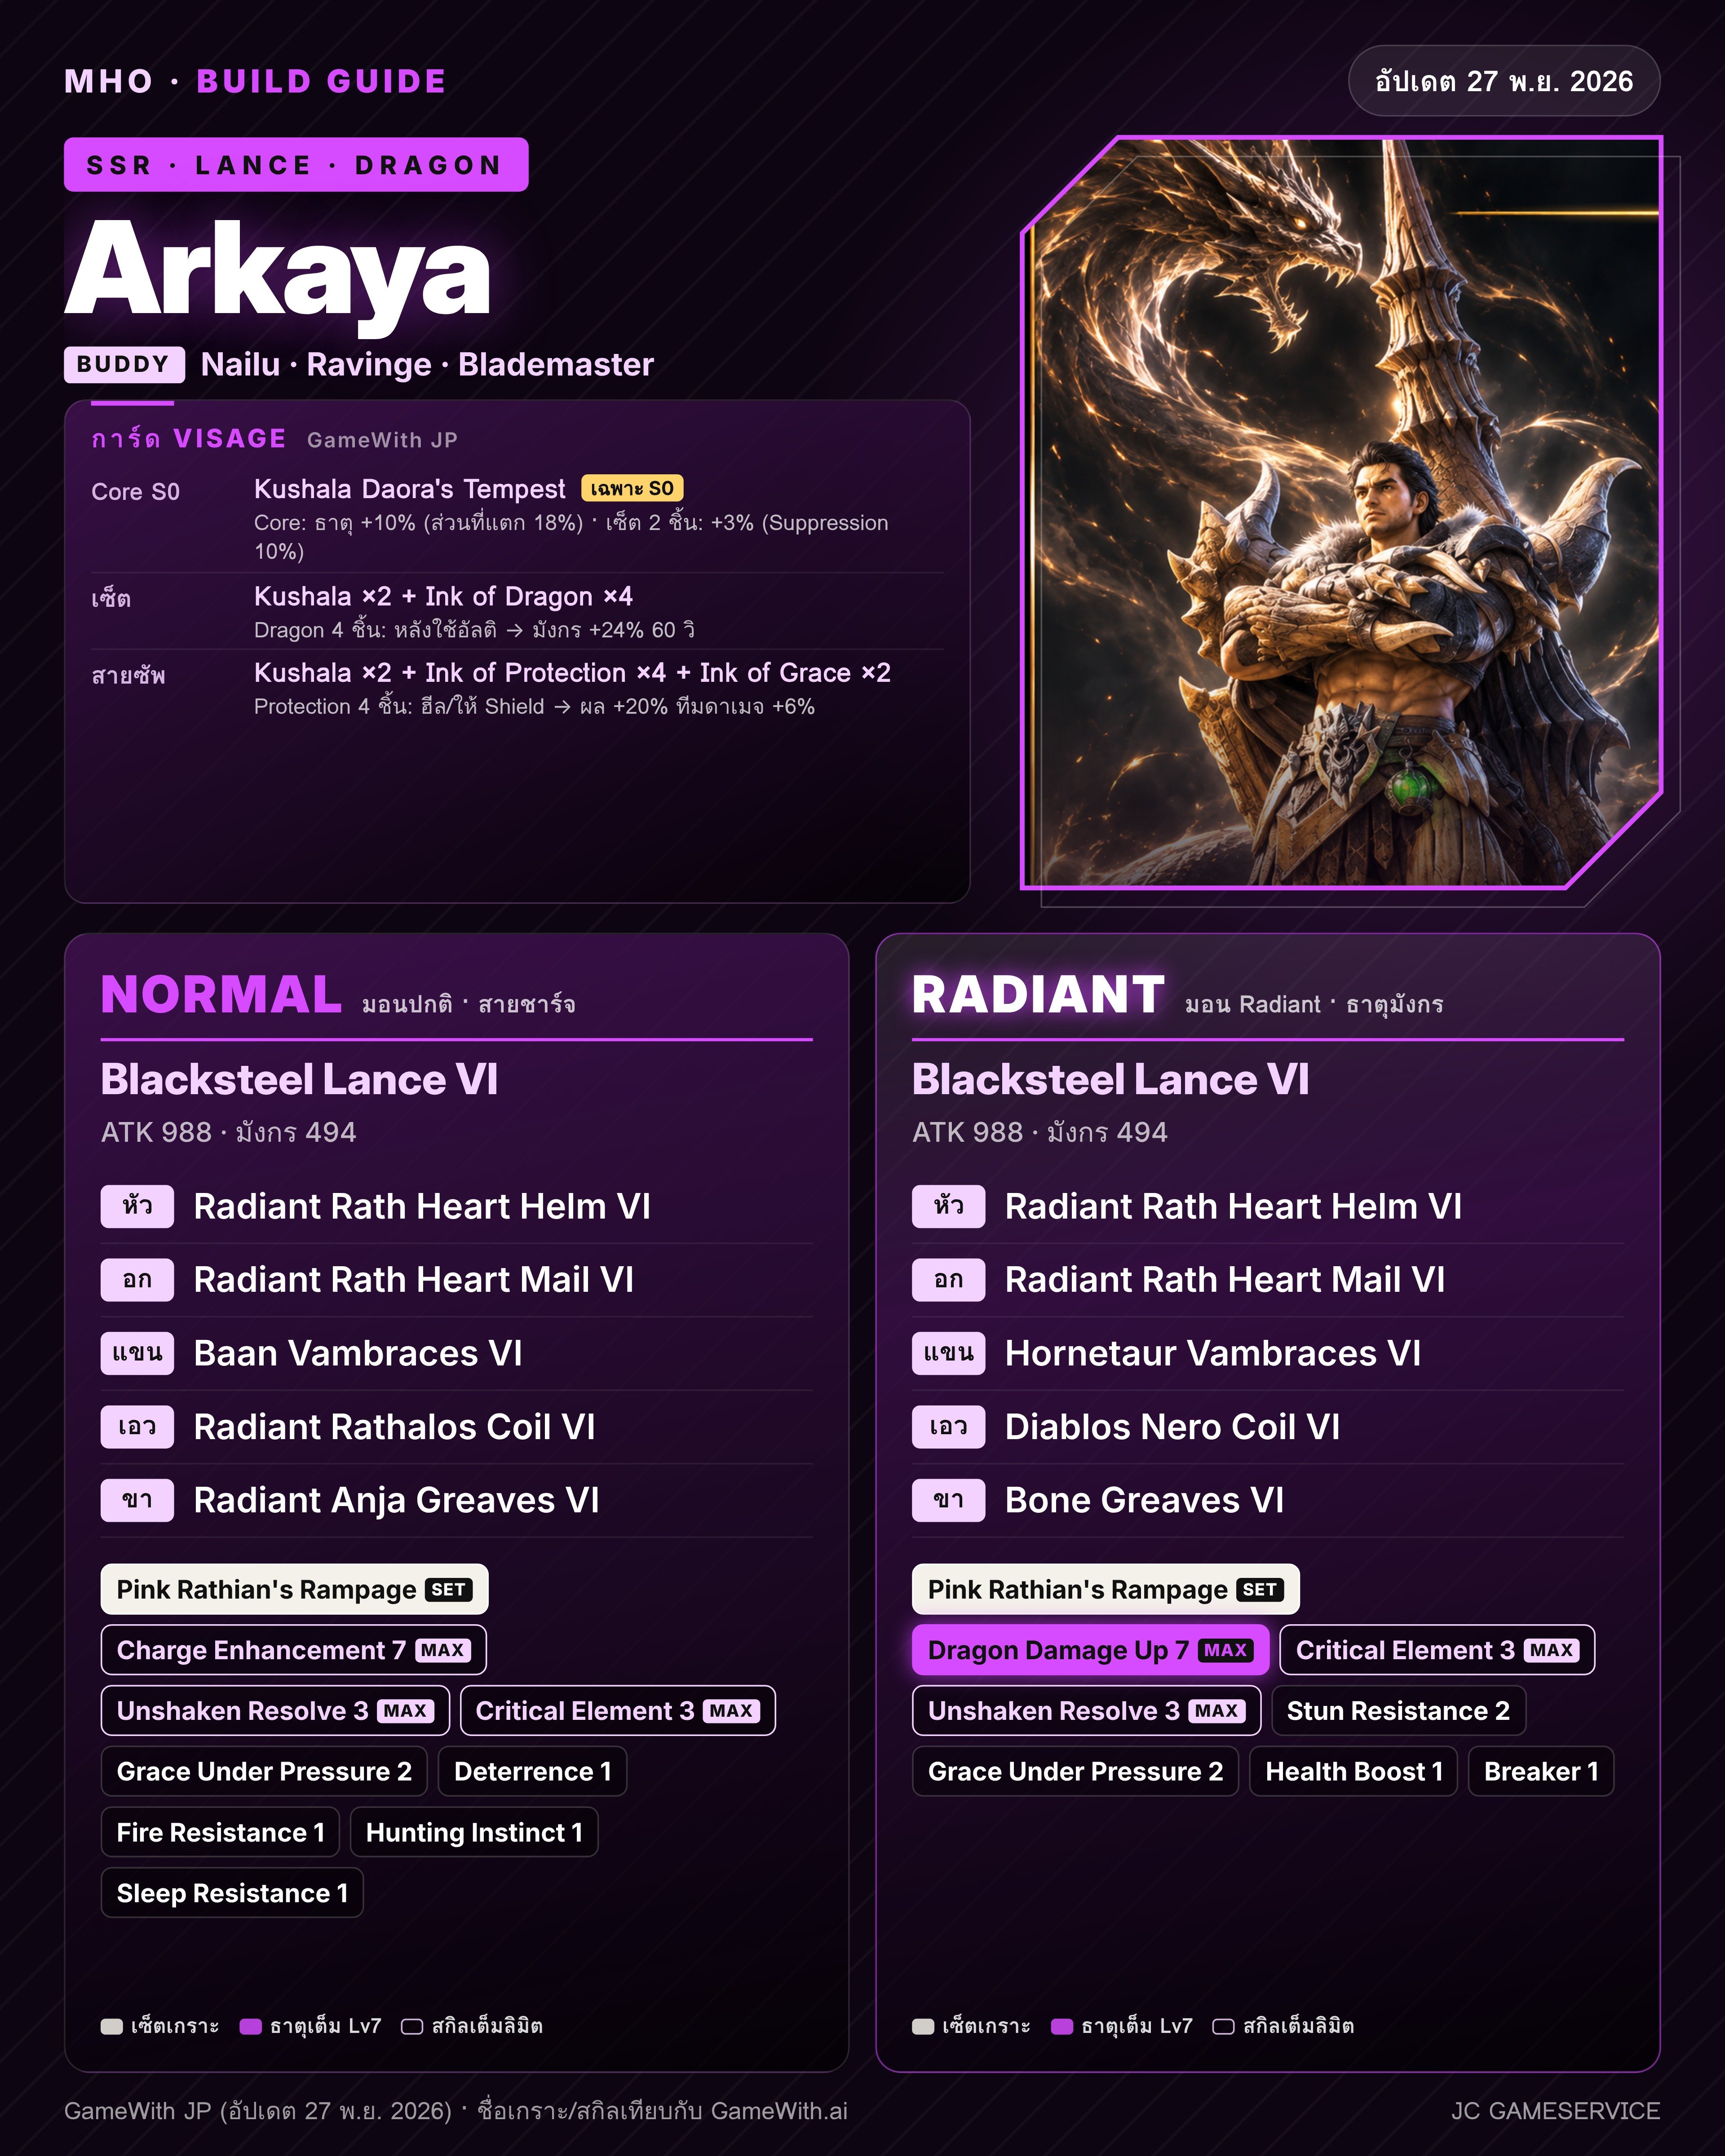 MHO · BUILD GUIDE
อัปเดต 27 พ.ย. 2026
SSR · LANCE · DRAGON
Arkaya
BUDDY Nailu · Ravinge · Blademaster
การ์ด VISAGE GameWith JP
Core S0 Kushala Daora's Tempest เฉพาะ S0
Core: ธาตุ +10% (ส่วนที่แตก 18%) · เซ็ต 2 ชิ้น: +3% (Suppression
10%)
เซ็ต Kushala ×2 + Ink of Dragon ×4
Dragon 4 ชิ้น: หลังใช้อัลติ → มังกร +24% 60 วิ
สายซัพ Kushala ×2 + Ink of Protection ×4 + Ink of Grace ×2
Protection 4 ชิ้น: ฮีล/ให้ Shield → ผล +20% ทีมดาเมจ +6%
NORMAL มอนปกติ · สายชาร์จ
Blacksteel Lance VI
ATK 988 · มังกร 494
หัว Radiant Rath Heart Helm VI
อก Radiant Rath Heart Mail VI
แขน Baan Vambraces VI
เอว Radiant Rathalos Coil VI
ขา Radiant Anja Greaves VI
Pink Rathian's Rampage SET
Charge Enhancement 7 MAX
Unshaken Resolve 3 MAX Critical Element 3 MAX
Grace Under Pressure 2 Deterrence 1
Fire Resistance 1 Hunting Instinct 1
Sleep Resistance 1
เซ็ตเกราะ ธาตุเต็ม Lv7 สกิลเต็มลิมิต
RADIANT มอน Radiant · ธาตุมังกร
Blacksteel Lance VI
ATK 988 · มังกร 494
หัว Radiant Rath Heart Helm VI
อก Radiant Rath Heart Mail VI
แขน Hornetaur Vambraces VI
เอว Diablos Nero Coil VI
ขา Bone Greaves VI
Pink Rathian's Rampage SET
Dragon Damage Up 7 MAX Critical Element 3 MAX
Unshaken Resolve 3 MAX Stun Resistance 2
Grace Under Pressure 2 Health Boost 1 Breaker 1
เซ็ตเกราะ ธาตุเต็ม Lv7 สกิลเต็มลิมิต
GameWith JP (อัปเดต 27 พ.ย. 2026) · ชื่อเกราะ/สกิลเทียบกับ GameWith.ai
JC GAMESERVICE